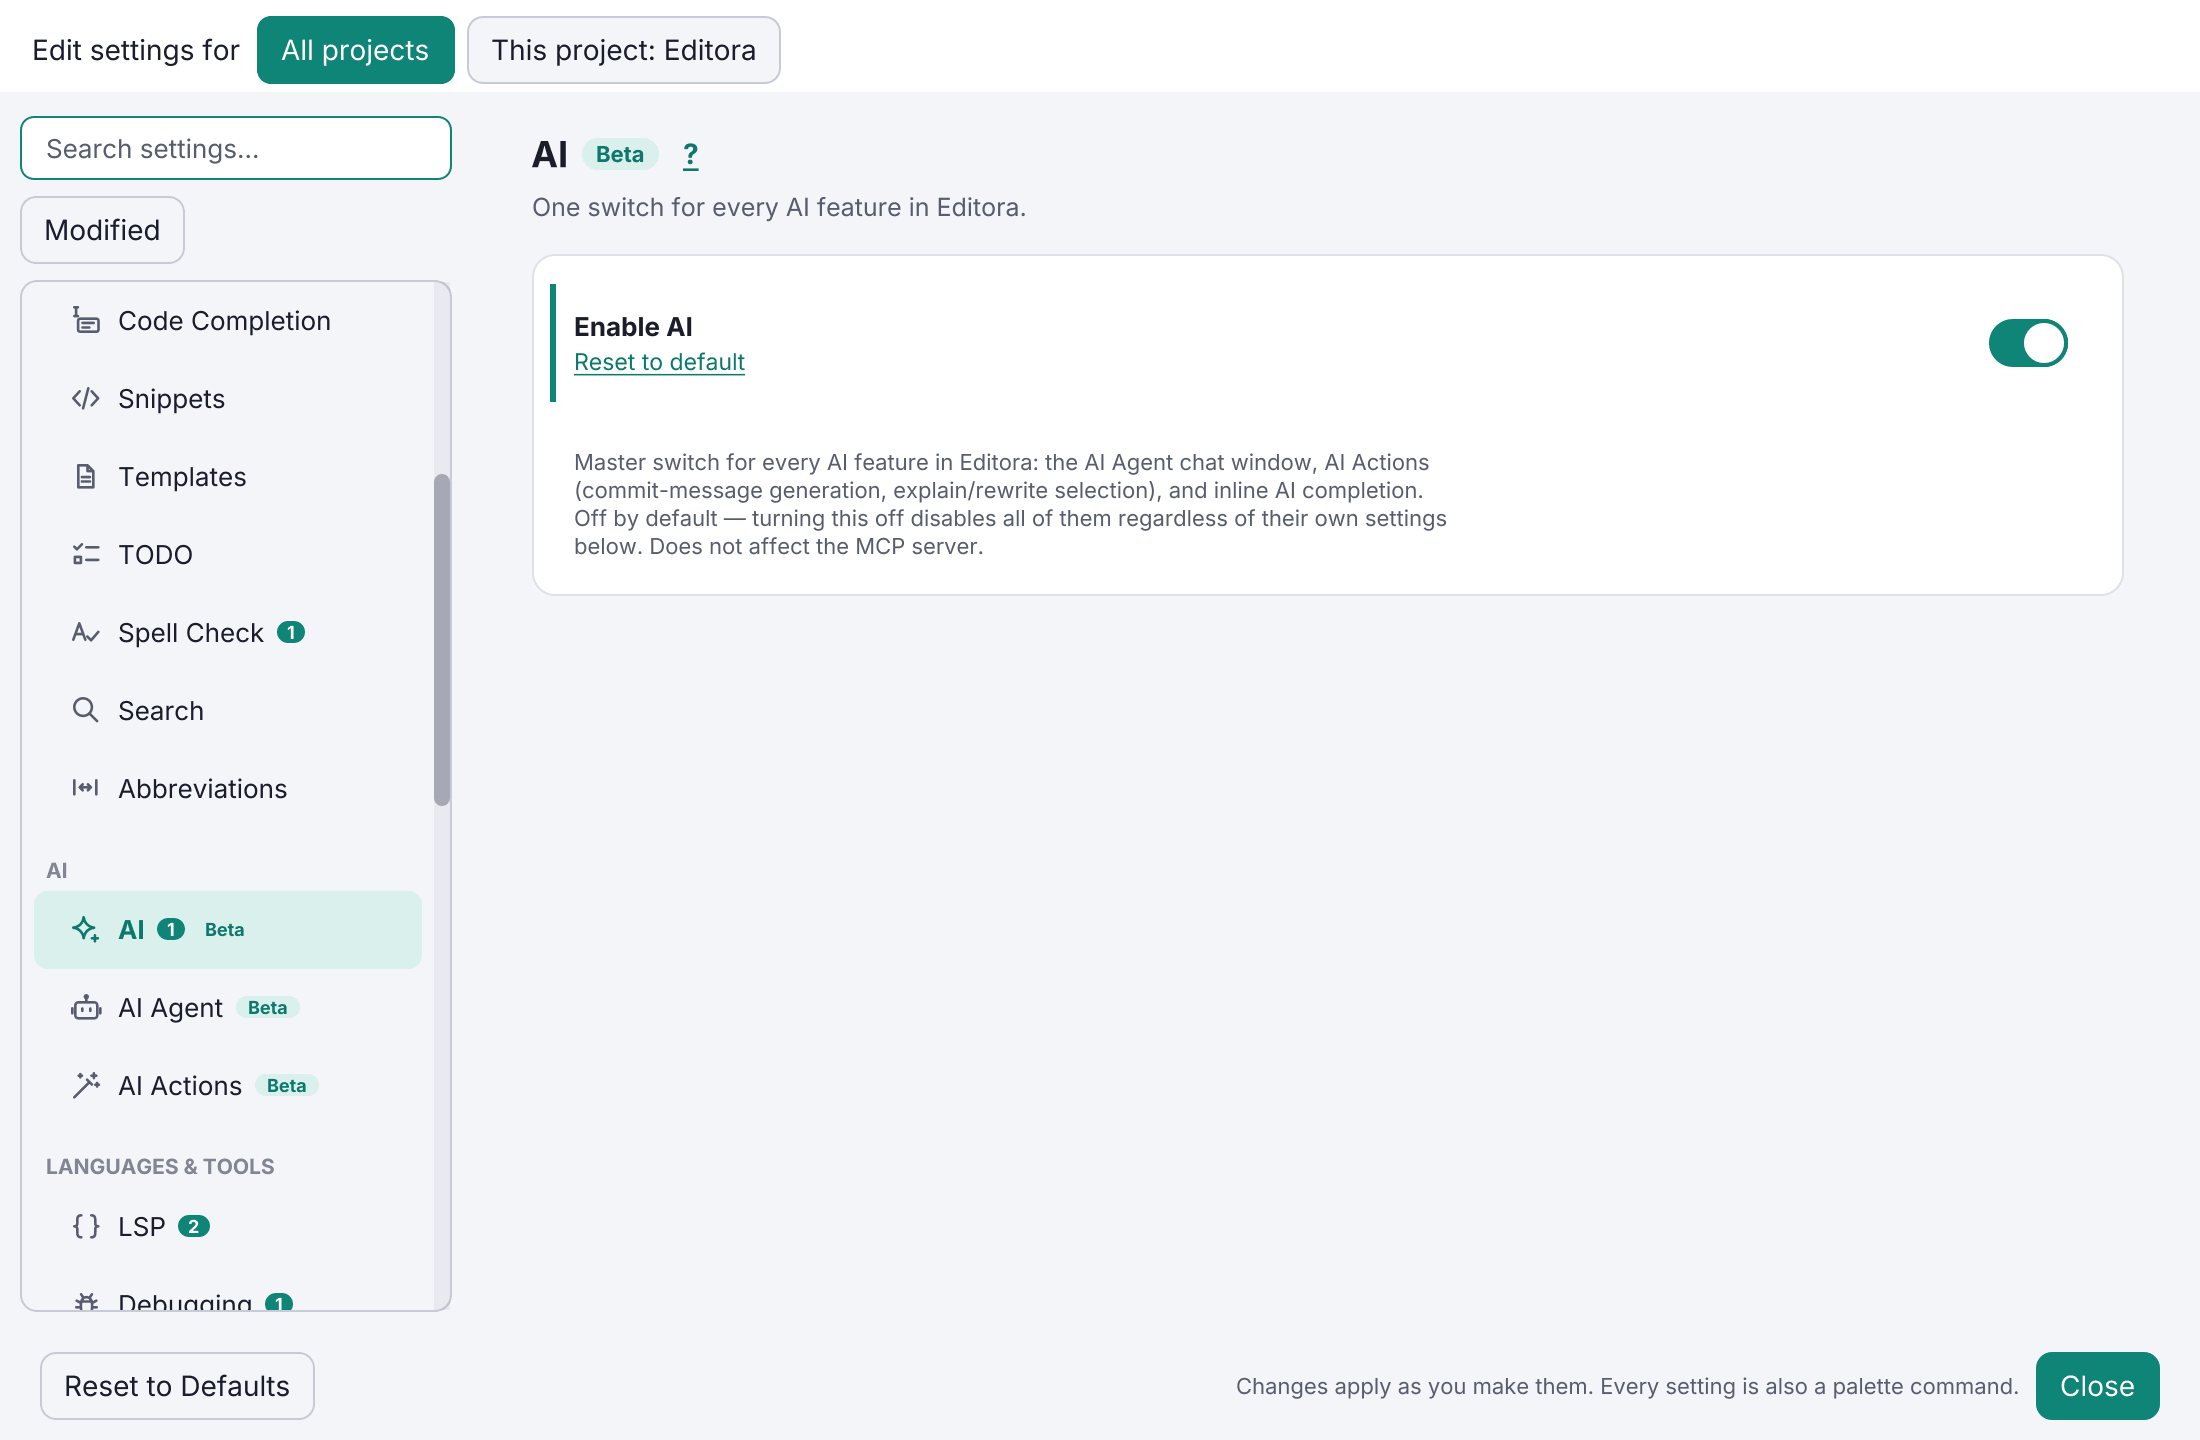 Edit settings for All projects This project: Editora
Search settings...
Modified
Code Completion
Snippets
Templates
TODO
Spell Check 1
Search
Abbreviations
AI
AI 1 Beta
AI Agent Beta
AI Actions Beta
LANGUAGES & TOOLS
LSP 2
Debugging 1
Reset to Defaults
AI Beta ?
One switch for every AI feature in Editora.
Enable AI
Reset to default
Master switch for every AI feature in Editora: the AI Agent chat window, AI Actions
(commit-message generation, explain/rewrite selection), and inline AI completion.
Off by default — turning this off disables all of them regardless of their own settings
below. Does not affect the MCP server.
Changes apply as you make them. Every setting is also a palette command.
Close